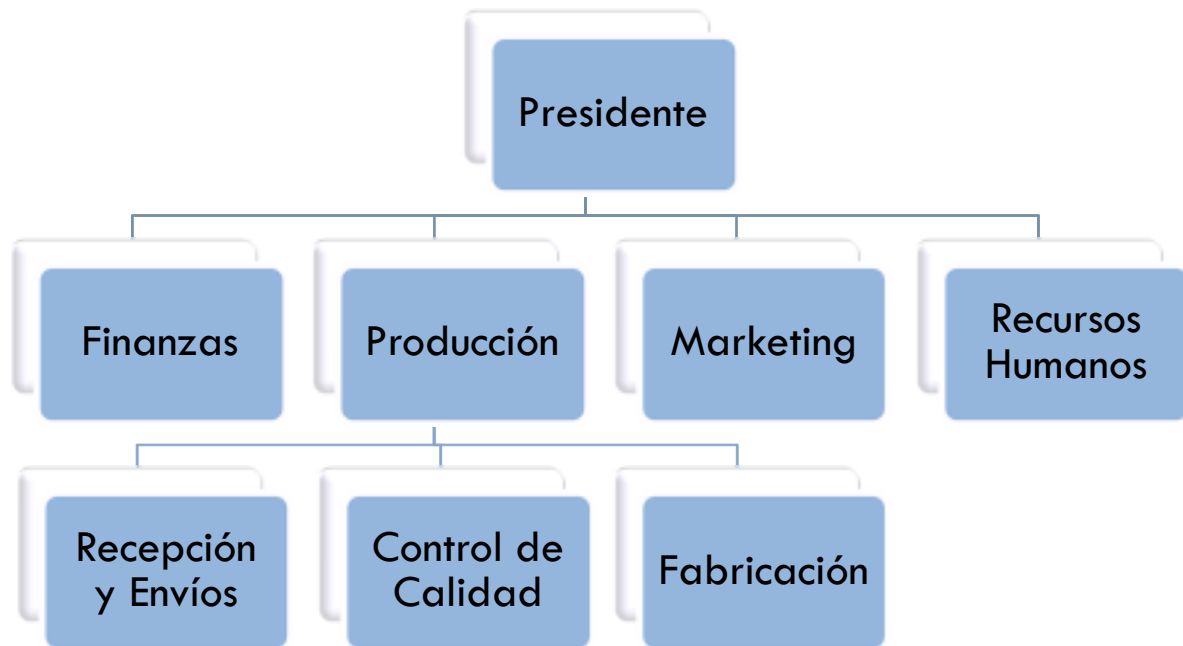 Presidente
Finanzas
Producción
Marketing
Recursos
Humanos
Recepción
y Envíos
Control de
Calidad
Fabricación